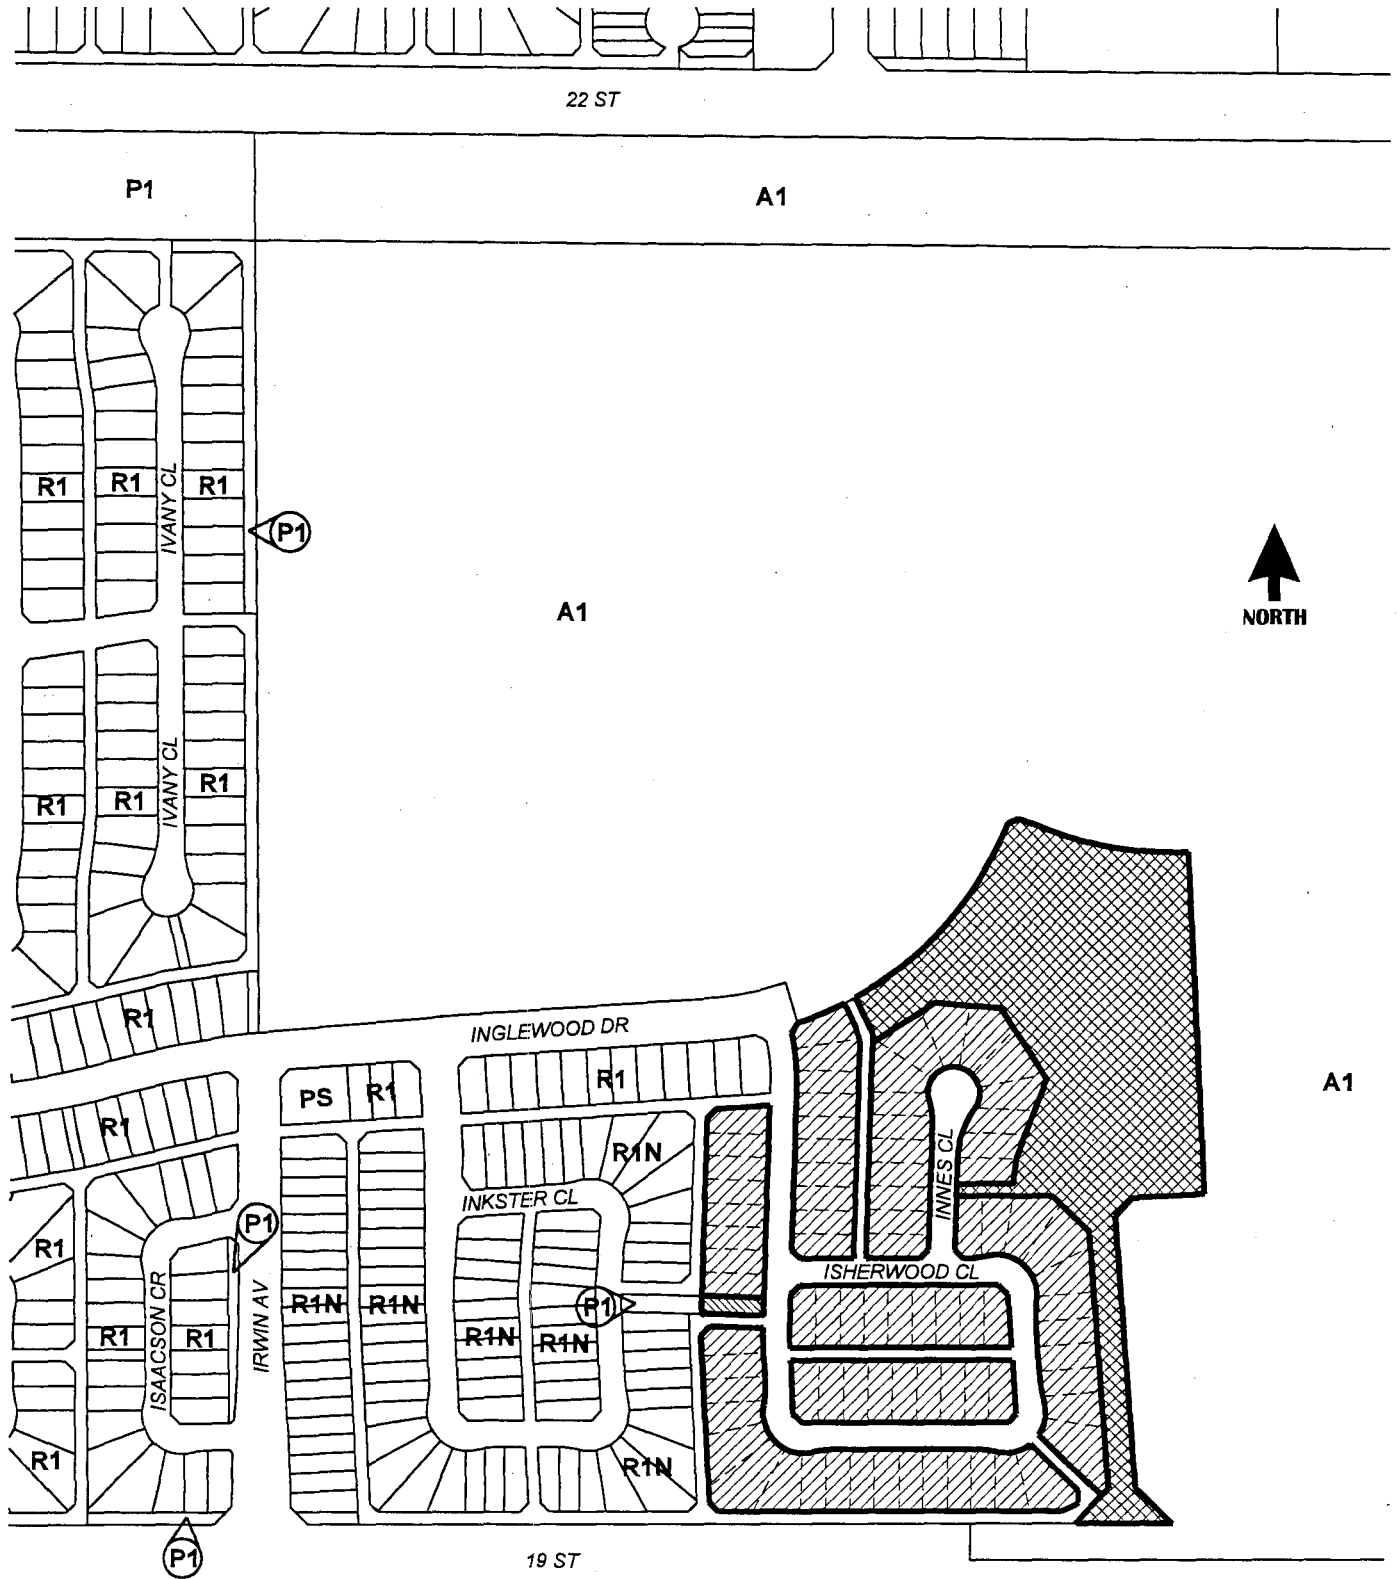 22 ST
P1
A1
R1
R1
IVANY CL
R1
P1
A1
NORTH
R1
R1
IVANY CL
R1
R1
INGLEWOOD DR
PS
R1
R1
A1
R1
R1N
INNES CL
INKSTER CL
P1
R1
ISHERWOOD CL
R1
ISAACSON CR
R1
IRWIN AV
R1N
R1N
R1N
R1N
P1
R1
R1N
P1
19 ST